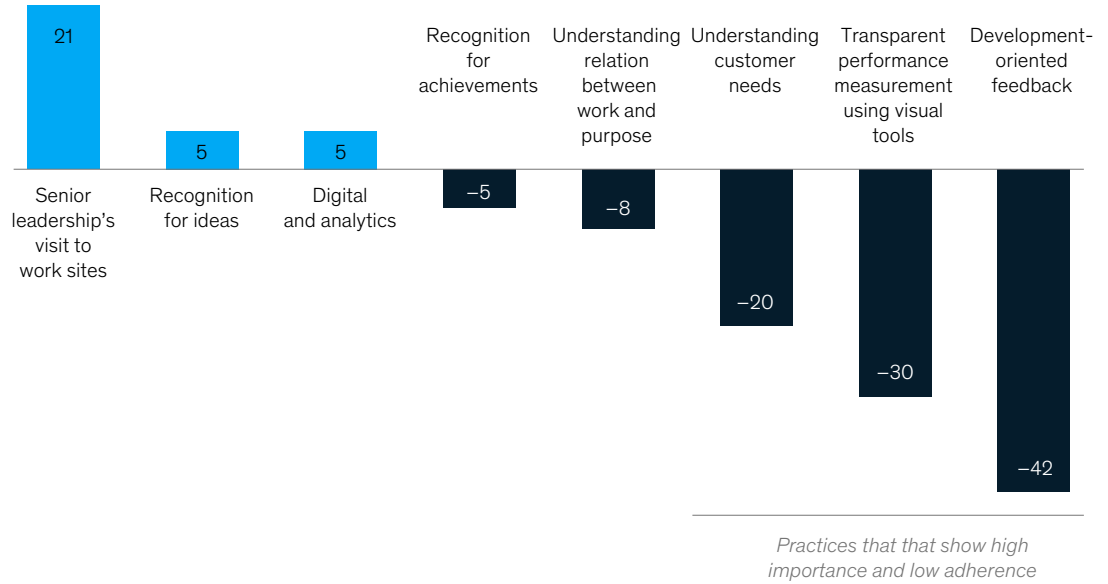 21
5
5
Senior
leadership’s
visit to
work sites
Recognition
for ideas
Digital
and analytics
Recognition
for
achievements
−5
Understanding
relation
between
work and
purpose
−8
Understanding
customer
needs
−20
Transparent
performance
measurement
using visual
tools
−30
Development-
oriented
feedback
−42
Practices that that show high
importance and low adherence